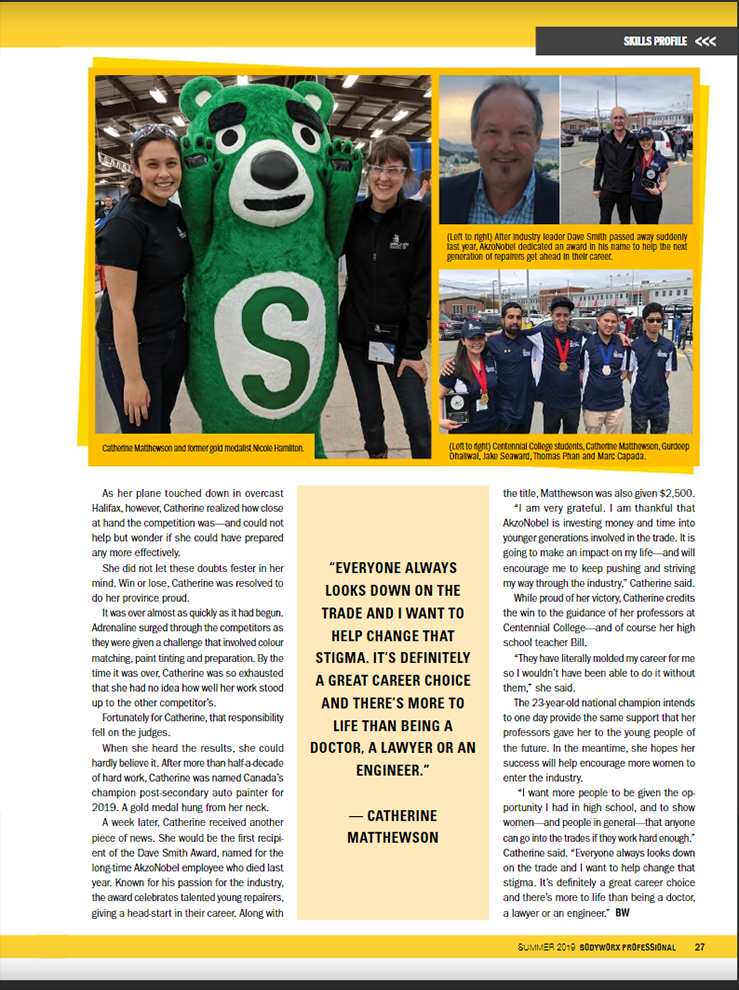 SKILLS PROFILE <<<
S
(Left to right) After industry leader Dave Smith passed away suddenly
last year, AkzoNobel dedicated an award in his name to help the next
generation of repairers get ahead in their career.
Catherine Matthewson and former gold medalist Nicole Hamilton.
(Left to right) Centennial College students, Catherine Matthewson, Gurdeep
Dhaliwal, Jake Seaward, Thomas Phan and Marc Capada.
As her plane touched down in overcast
Halifax, however, Catherine realized how close
at hand the competition was—and could not
help but wonder if she could have prepared
any more effectively.
She did not let these doubts fester in her
mind. Win or lose, Catherine was resolved to
do her province proud.
It was over almost as quickly as it had begun.
Adrenaline surged through the competitors as
they were given a challenge that involved colour
matching, paint tinting and preparation. By the
time it was over, Catherine was so exhausted
that she had no idea how well her work stood
up to the other competitor's.
Fortunately for Catherine, that responsibility
fell on the judges.
When she heard the results, she could
hardly believe it. After more than half-a-decade
of hard work, Catherine was named Canada's
champion post-secondary auto painter for
2019. A gold medal hung from her neck.
A week later, Catherine received another
piece of news. She would be the first recipi-
ent of the Dave Smith Award, named for the
long-time AkzoNobel employee who died last
year. Known for his passion for the industry,
the award celebrates talented young repairers,
giving a head-start in their career. Along with
"EVERYONE ALWAYS
LOOKS DOWN ON THE
TRADE AND I WANT TO
HELP CHANGE THAT
STIGMA. IT'S DEFINITELY
A GREAT CAREER CHOICE
AND THERE'S MORE TO
LIFE THAN BEING A
DOCTOR, A LAWYER OR AN
ENGINEER."
— CATHERINE
MATTHEWSON
the title, Matthewson was also given $2,500.
"I am very grateful. I am thankful that
AkzoNobel is investing money and time into
younger generations involved in the trade. It is
going to make an impact on my life—and will
encourage me to keep pushing and striving
my way through the industry," Catherine said.
While proud of her victory, Catherine credits
the win to the guidance of her professors at
Centennial College—and of course her high
school teacher Bill.
"They have literally molded my career for me
so I wouldn't have been able to do it without
them," she said.
The 23-year-old national champion intends
to one day provide the same support that her
professors gave her to the young people of
the future. In the meantime, she hopes her
success will help encourage more women to
enter the industry.
"I want more people to be given the op-
portunity I had in high school, and to show
women—and people in general—that anyone
can go into the trades if they work hard enough,"
Catherine said. "Everyone always looks down
on the trade and I want to help change that
stigma. It's definitely a great career choice
and there's more to life than being a doctor,
a lawyer or an engineer." BW
SUMMER 2019 BODYWORX PROFESSIONAL 27